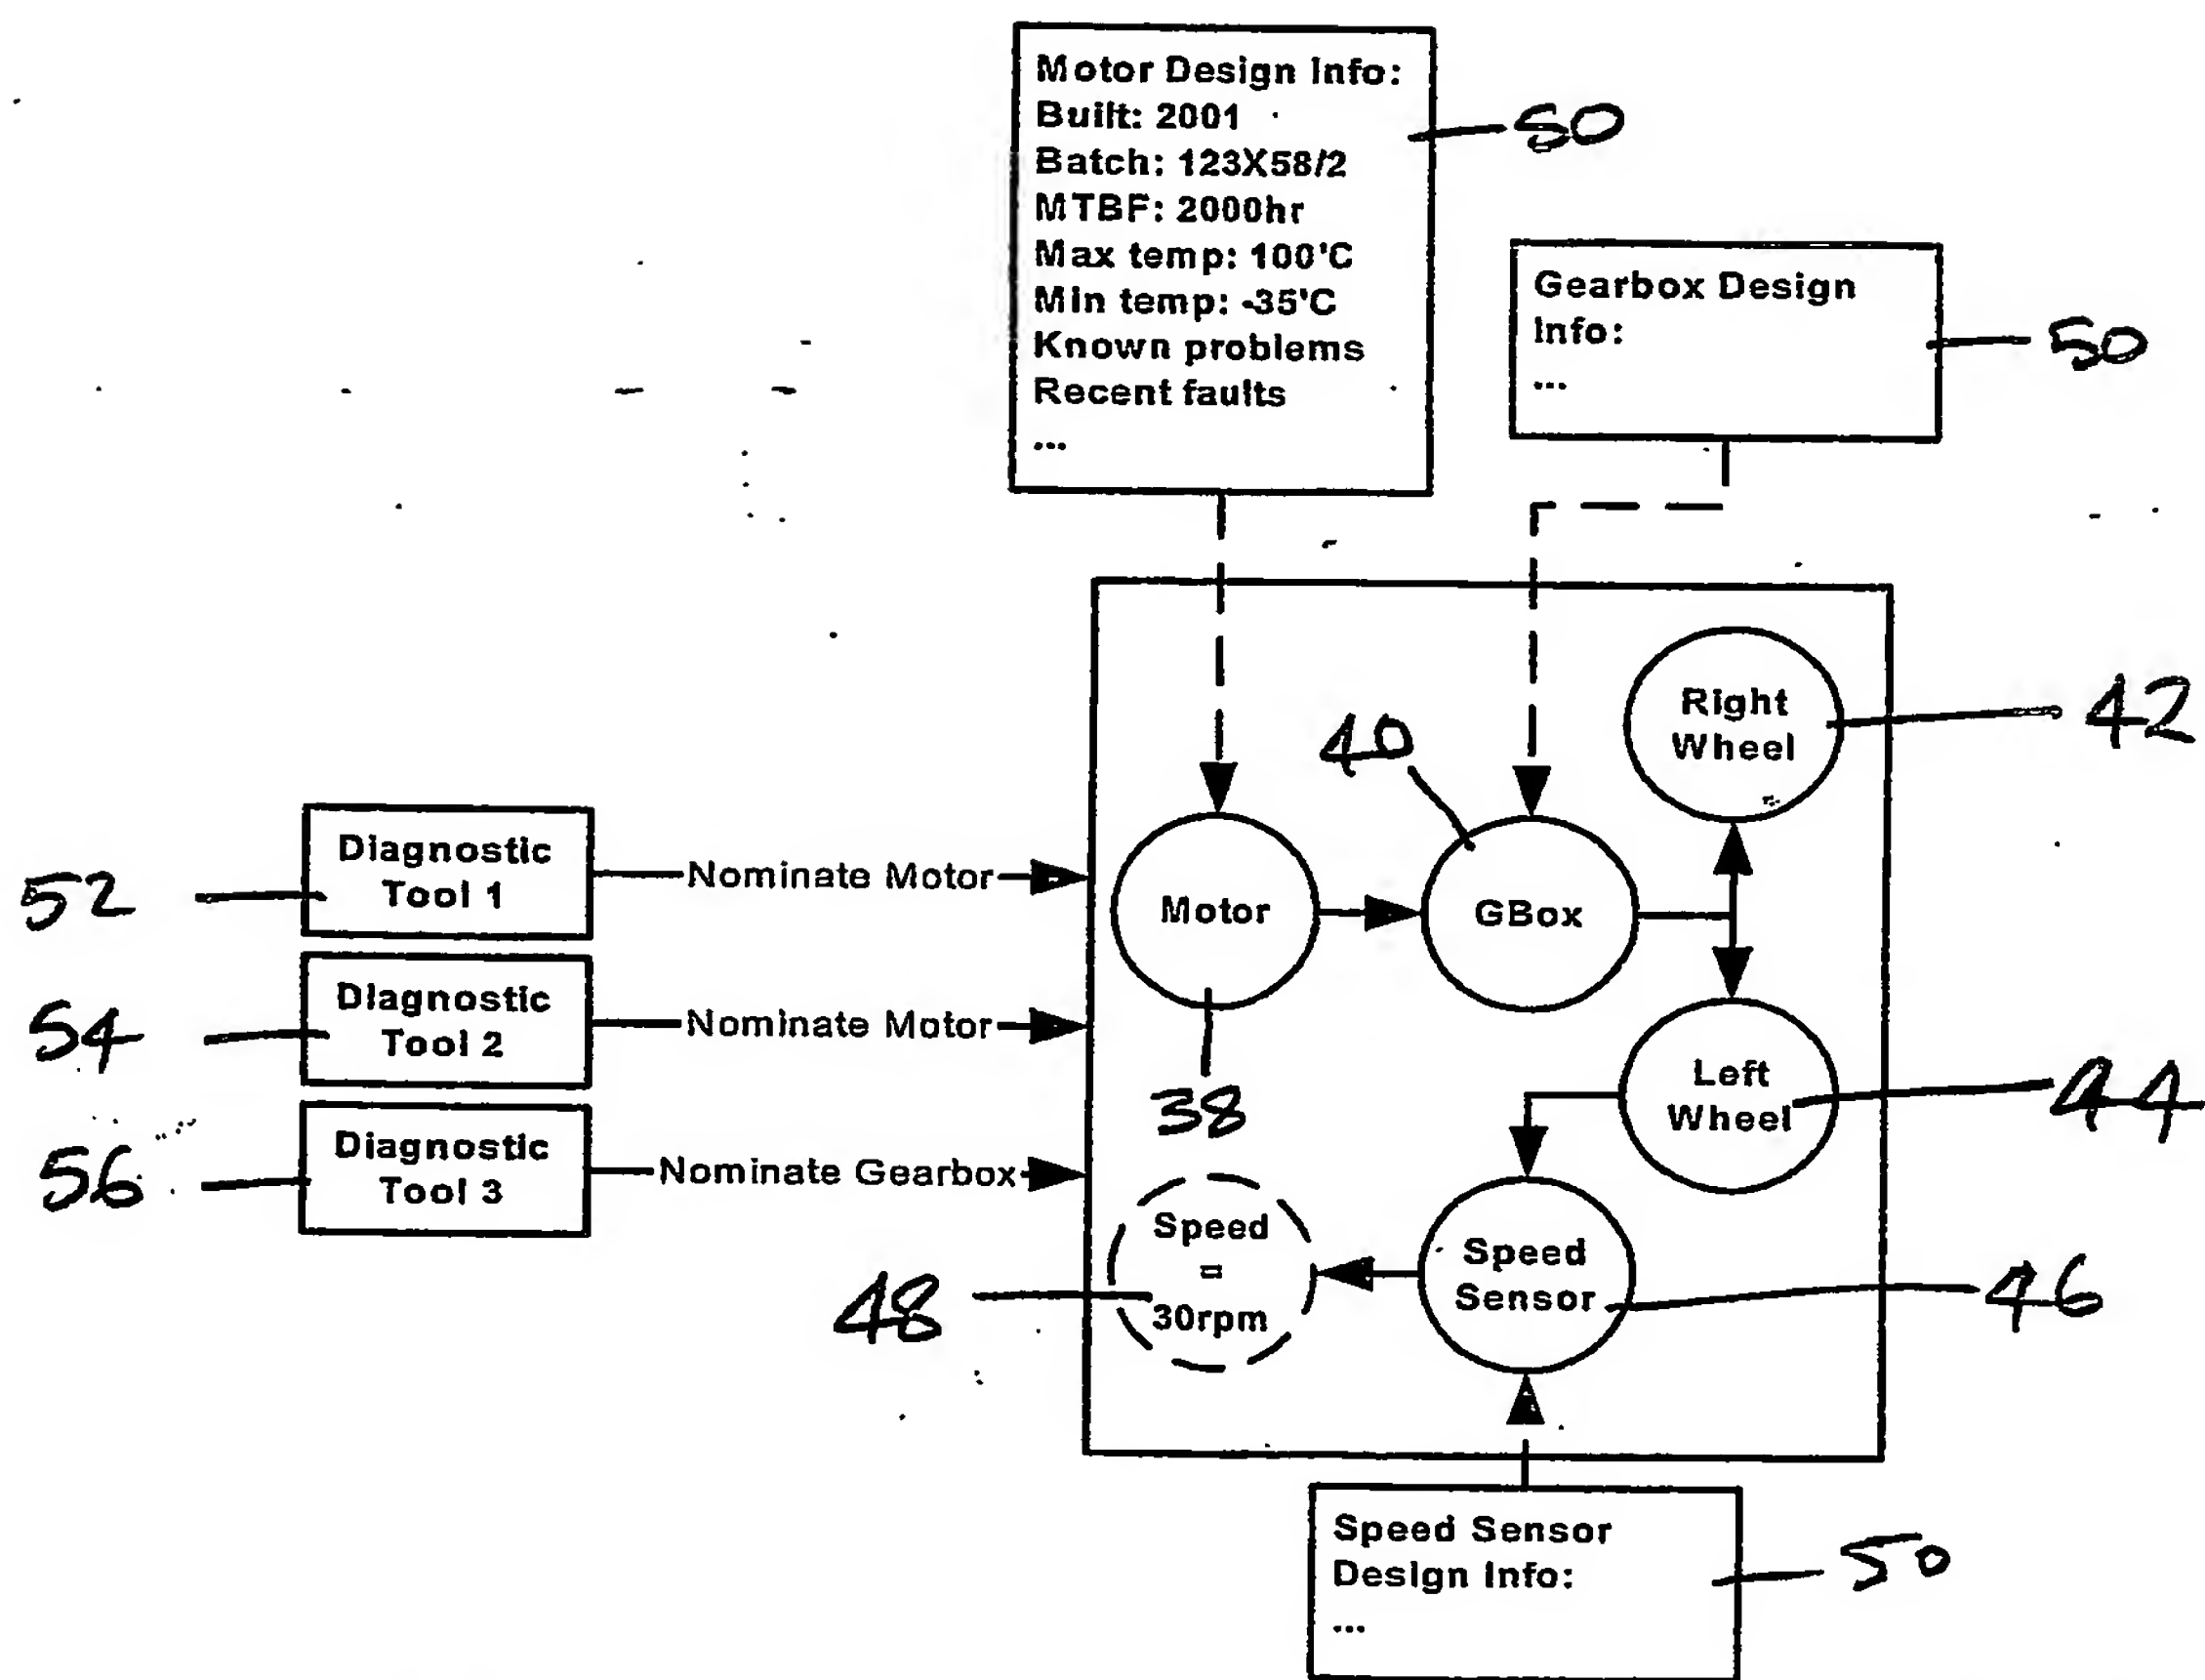 Motor Design Info:
Built: 2001
Batch: 123X58/2
MTBF: 2000hr
Max temp: 100'C
Min temp: -35'C
Known problems
Recent faults
...
50
Gearbox Design
Info:
...
50
Right
Wheel
42
40
Diagnostic
Tool 1
52
Nominate Motor
Motor
GBox
Diagnostic
Tool 2
54
Nominate Motor
38
Left
Wheel
44
Diagnostic
Tool 3
56
Nominate Gearbox
Speed
=
30rpm
48
Speed
Sensor
46
Speed Sensor
Design Info:
...
50